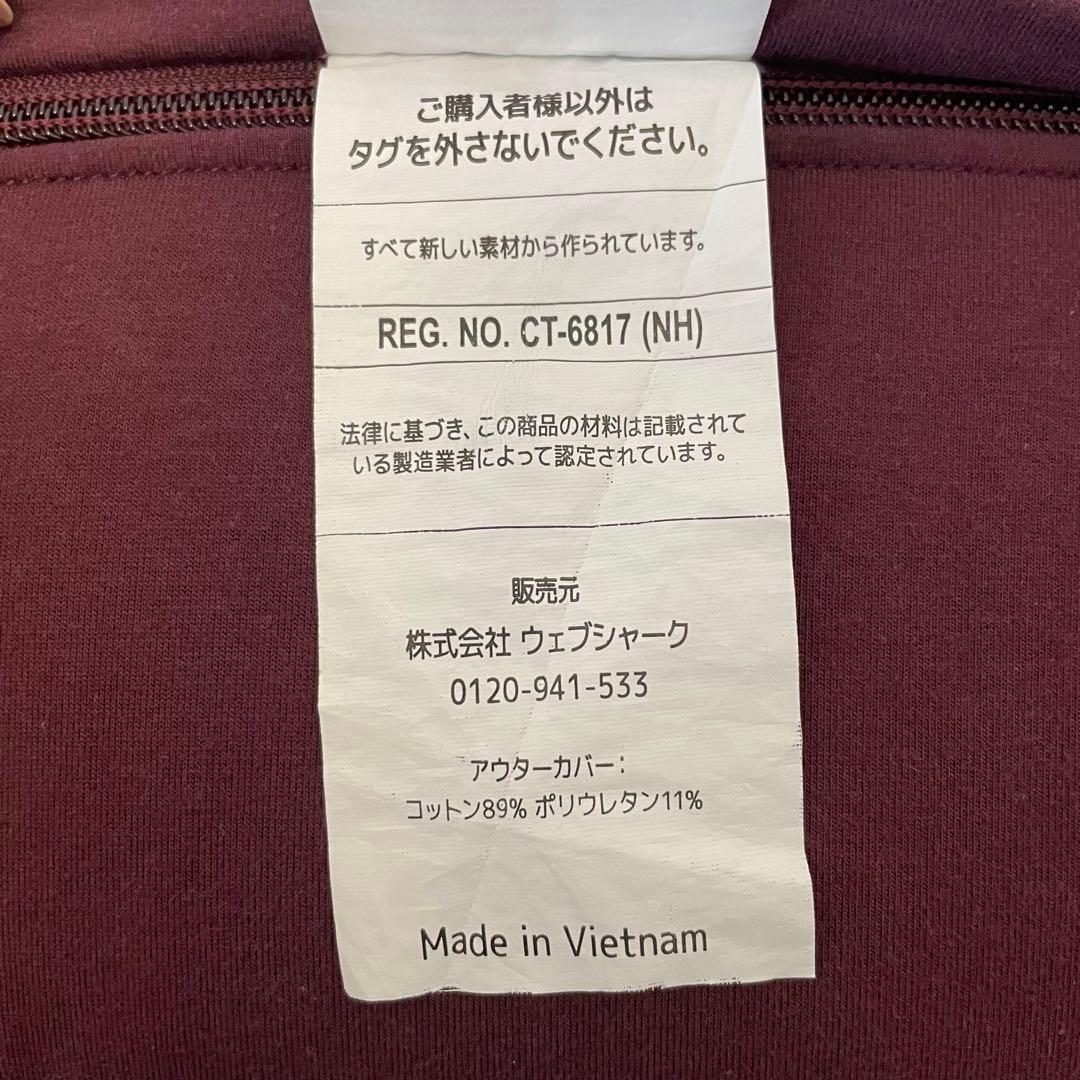 ご購入者様以外は
タグを外さないでください。
すべて新しい素材から作られています。
REG. NO. CT-6817 (NH)
法律に基づき、この商品の材料は記載されて
いる製造業者によって認定されています。
販売元
株式会社 ウェブシャーク
0120-941-533
アウターカバー：
コットン89% ポリウレタン11%
Made in Vietnam